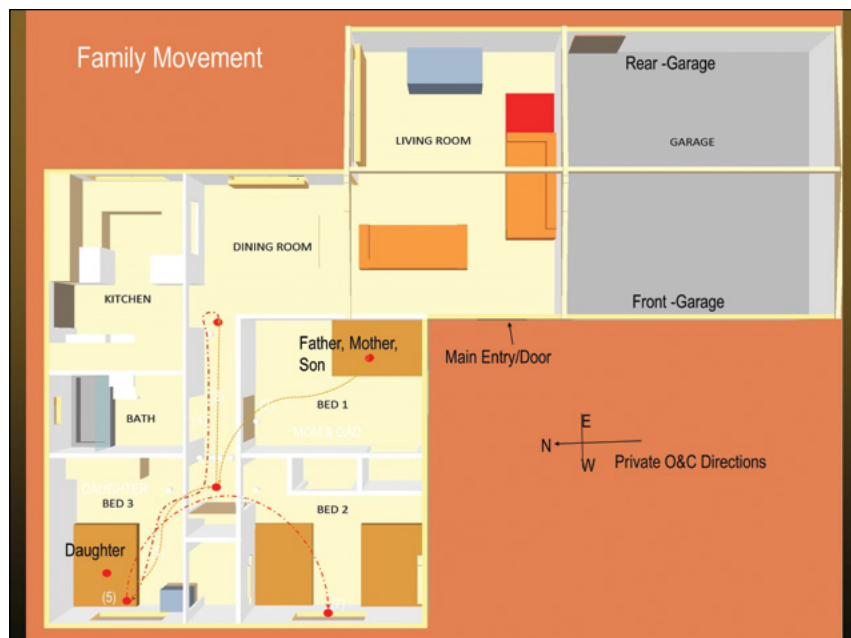 Family Movement
Rear -Garage
LIVING ROOM
GARAGE
DINING ROOM
KITCHEN
Front -Garage
Father, Mother,
Son
Main Entry/Door
BED 1
BATH
MOM & DAD
E
N
W
Private O&C Directions
DAUGHTER
BED 3
BED 2
Daughter
(5)